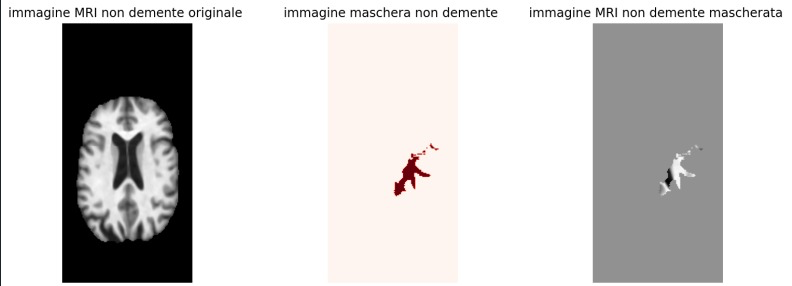 immagine MRI non demente originale
immagine maschera non demente
immagine MRI non demente mascherata